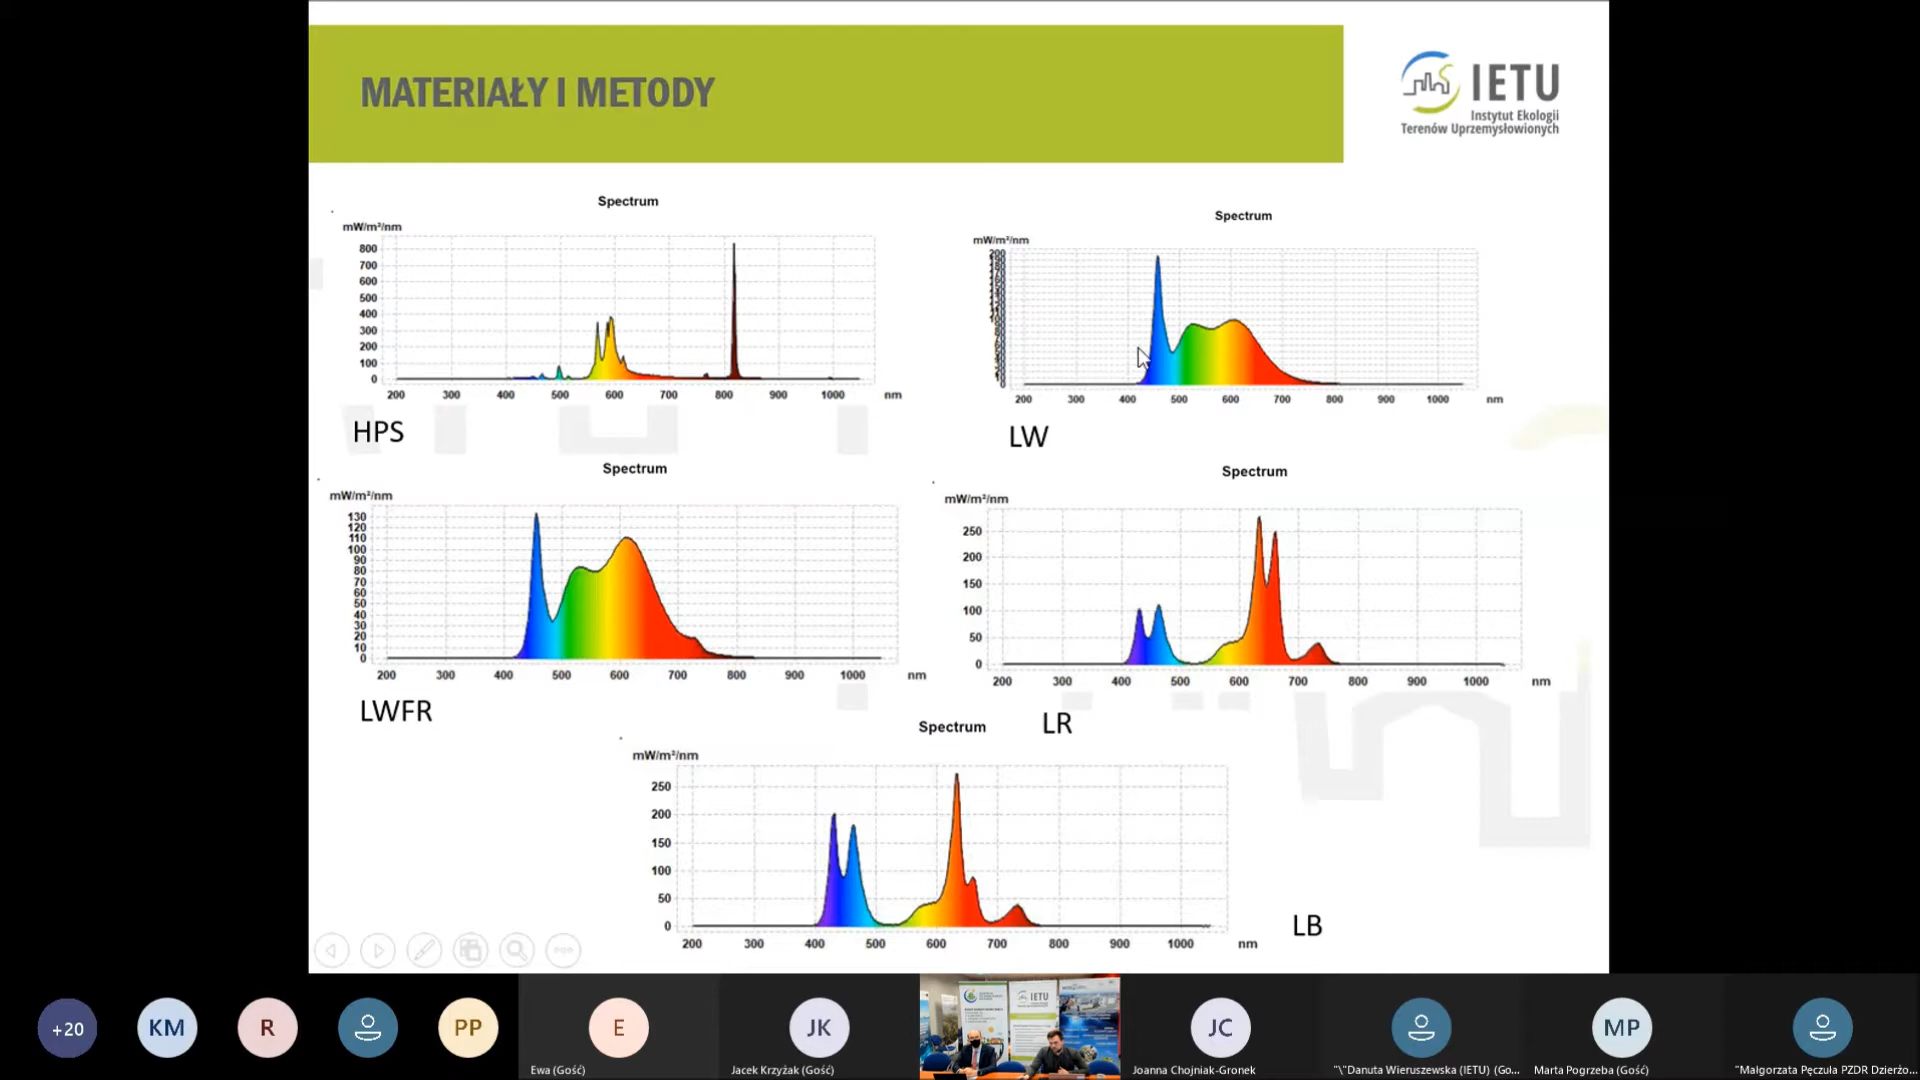 MATERIAŁY I METODY
IETU
Instytut Ekologii
Terenów Uprzemysłowionych
Spectrum
mW/m²/nm
800
700
600
500
400
300
200
100
0
200 300 400 500 600 700 800 900 1000 nm
HPS
Spectrum
mW/m²/nm
200
100
0
200 300 400 500 600 700 800 900 1000 nm
LW
Spectrum
mW/m²/nm
130
120
110
100
90
80
70
60
50
40
30
20
10
0
200 300 400 500 600 700 800 900 1000 nm
LWFR
Spectrum
mW/m²/nm
250
200
150
100
50
0
200 300 400 500 600 700 800 900 1000 nm
LR
Spectrum
mW/m²/nm
250
200
150
100
50
0
200 300 400 500 600 700 800 900 1000 nm
LB
+20
KM
R
PP
E
Ewa (Gość)
JK
Jacek Krzyżak (Gość)
IETU
JC
Joanna Chojniak-Gronek
"\"Danuta Wieruszewska (IETU) (Go...
MP
Marta Pogrzeba (Gość)
"Małgorzata Pęczuła PZDR Dzierżo...